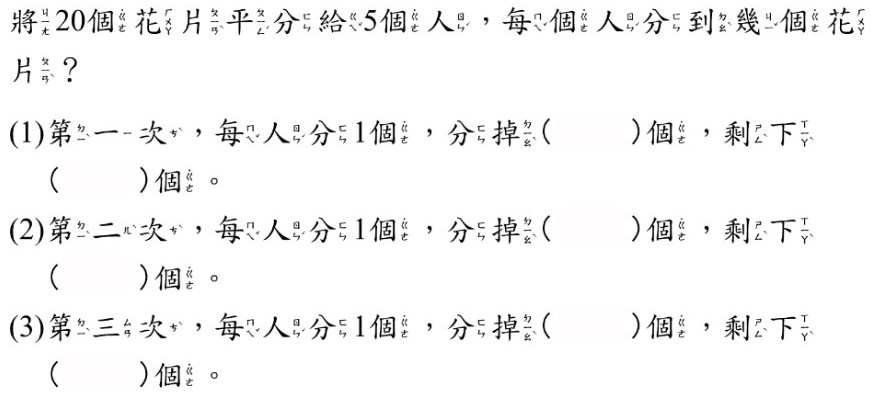 將20個花片平分給5個人，每個人分到幾個花
片？
(1)第一次，每人分1個，分掉(　　)個，剩下
(　　)個。
(2)第二次，每人分1個，分掉(　　)個，剩下
(　　)個。
(3)第三次，每人分1個，分掉(　　)個，剩下
(　　)個。